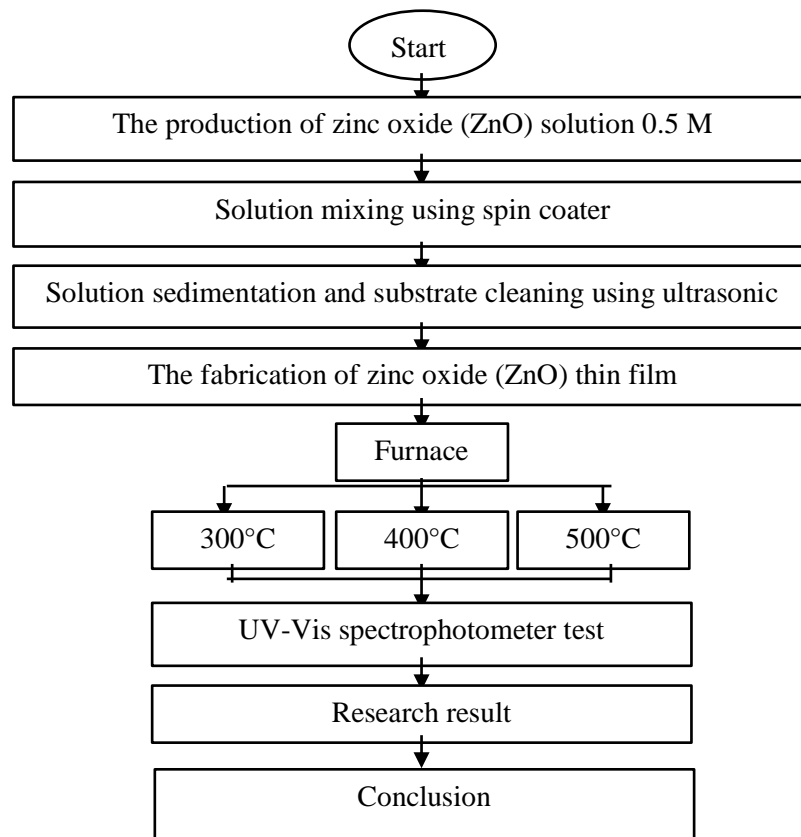 Start
The production of zinc oxide (ZnO) solution 0.5 M
Solution mixing using spin coater
Solution sedimentation and substrate cleaning using ultrasonic
The fabrication of zinc oxide (ZnO) thin film
Furnace
300°C
400°C
500°C
UV-Vis spectrophotometer test
Research result
Conclusion